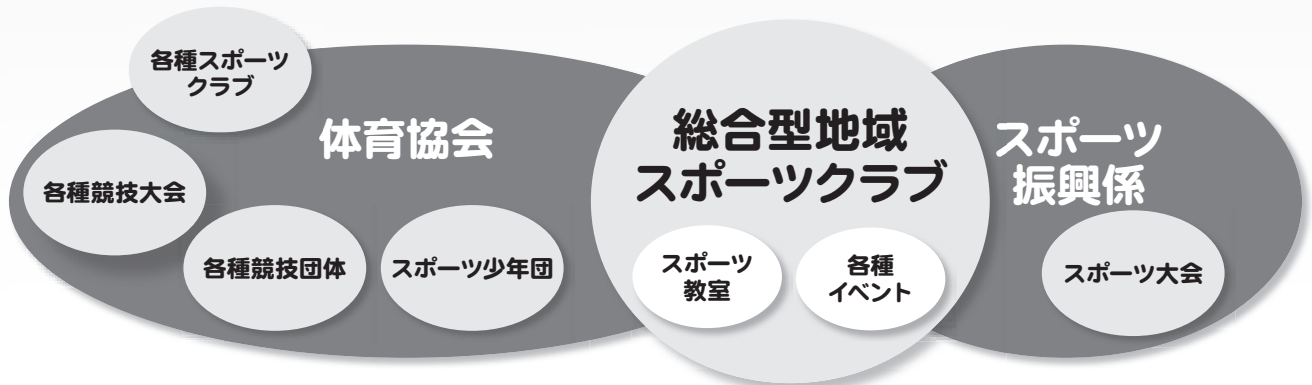 各種スポーツ
クラブ
体育協会
各種競技大会
各種競技団体
スポーツ少年団
総合型地域
スポーツクラブ
スポーツ
教室
各種
イベント
スポーツ
振興係
スポーツ大会